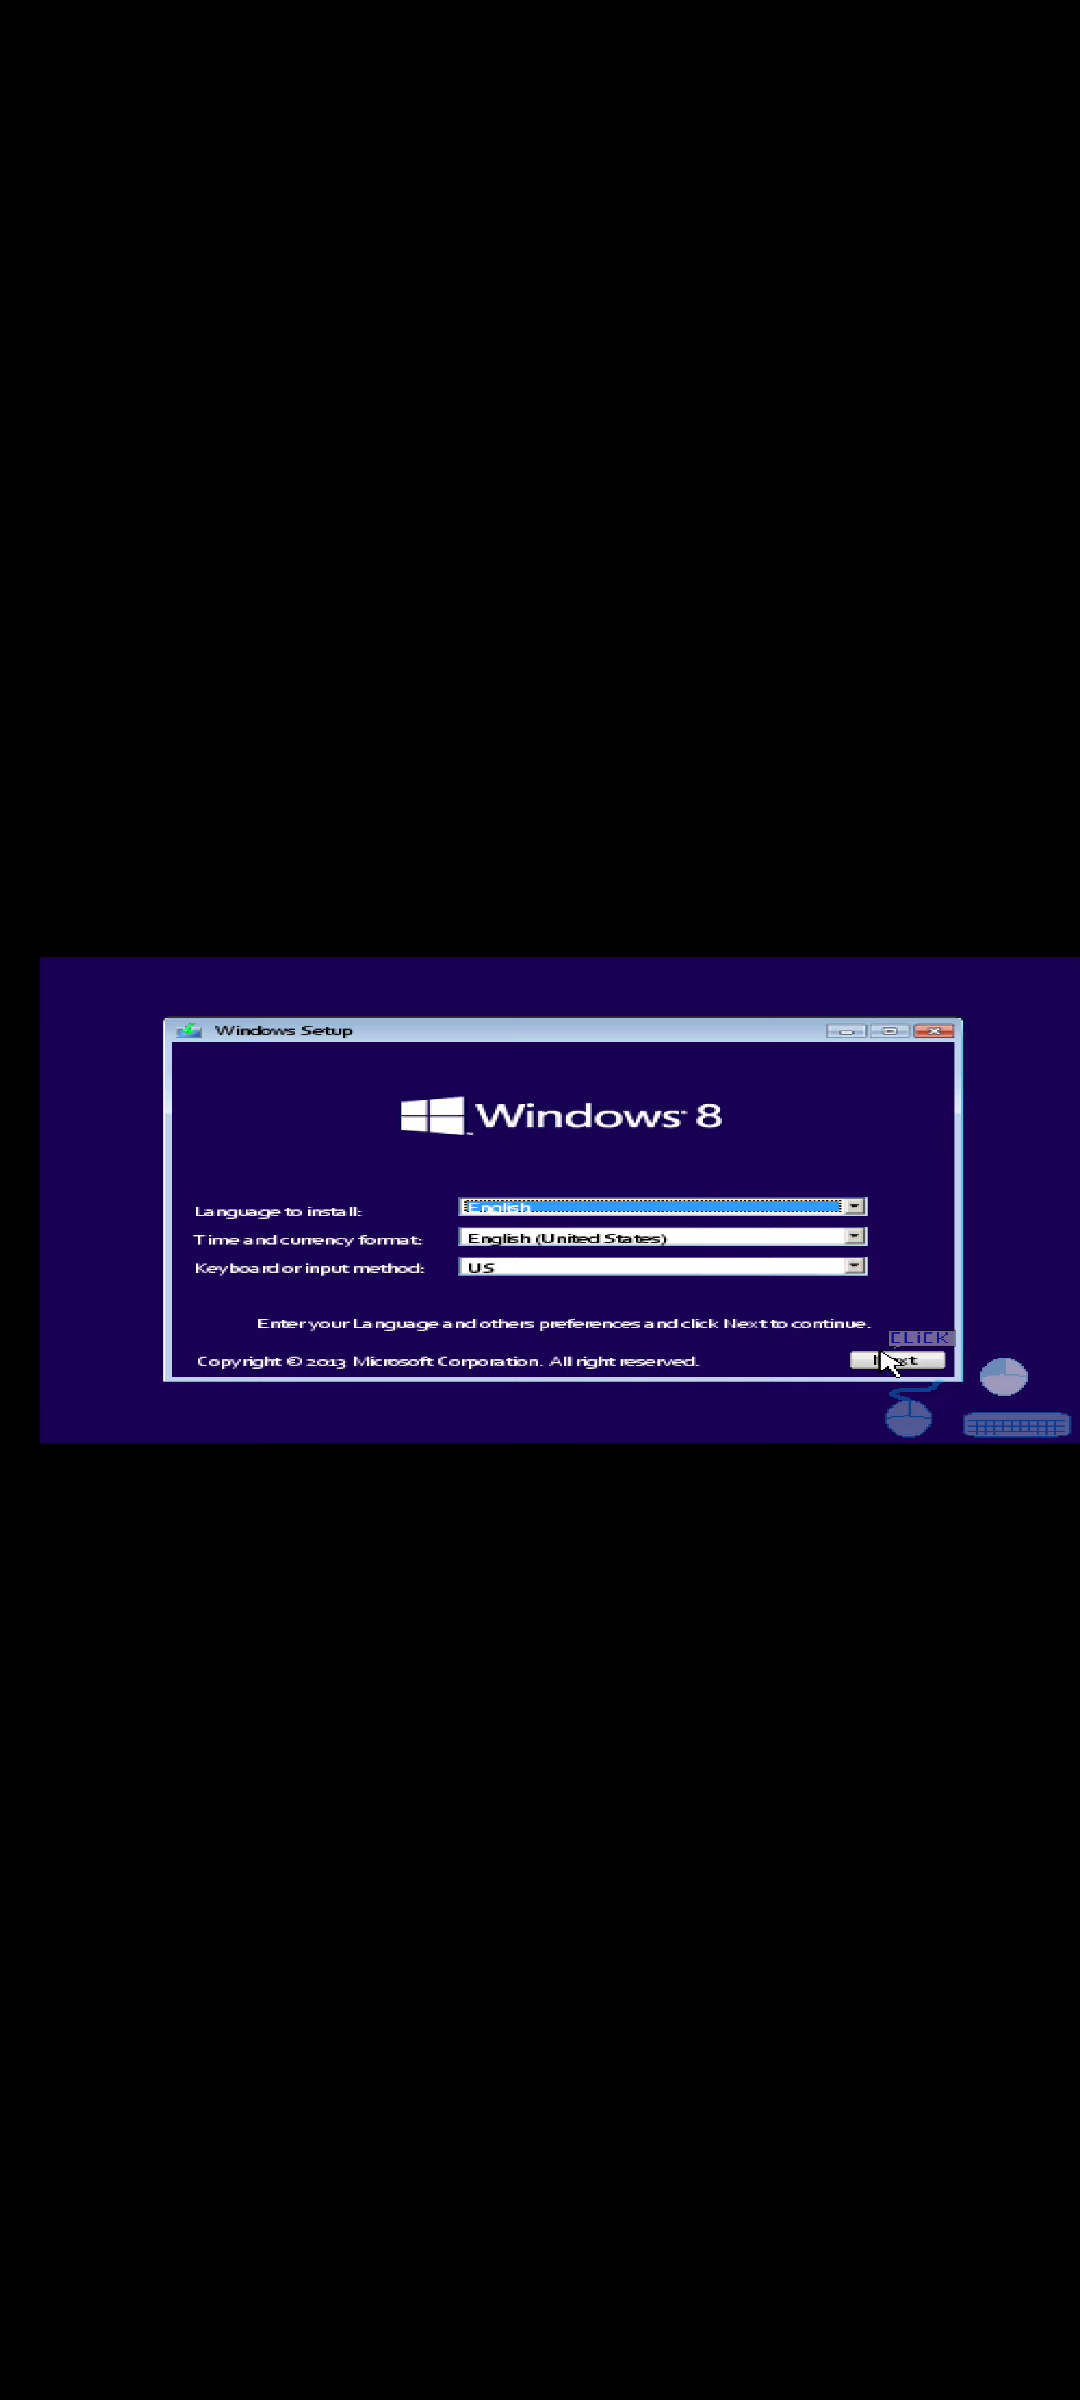 Windows Setup
Windows 8
Language to install: English
Time and currency format: English (United States)
Keyboard or input method: US
Enter your Language and others preferences and click Next to continue.
CLiCK
Copyright © 2013 Microsoft Corporation. All right reserved. Next